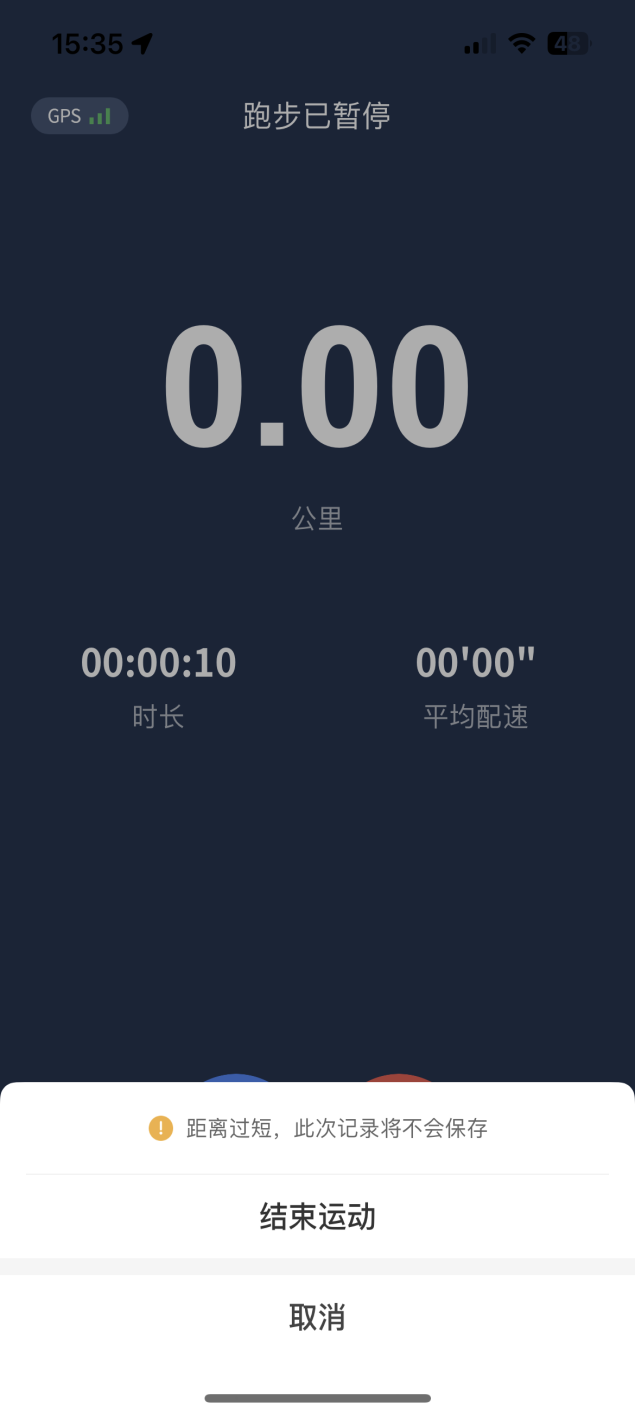 15:35
48
GPS
跑步已暂停
0.00
公里
00:00:10
00'00"
时长
平均配速
距离过短，此次记录将不会保存
结束运动
取消